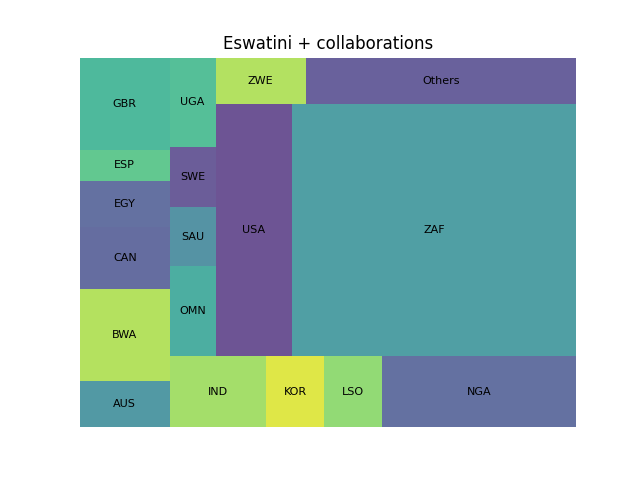 Eswatini + collaborations
GBR
UGA
ZWE
Others
ESP
SWE
EGY
USA
ZAF
SAU
CAN
OMN
BWA
IND
KOR
LSO
NGA
AUS